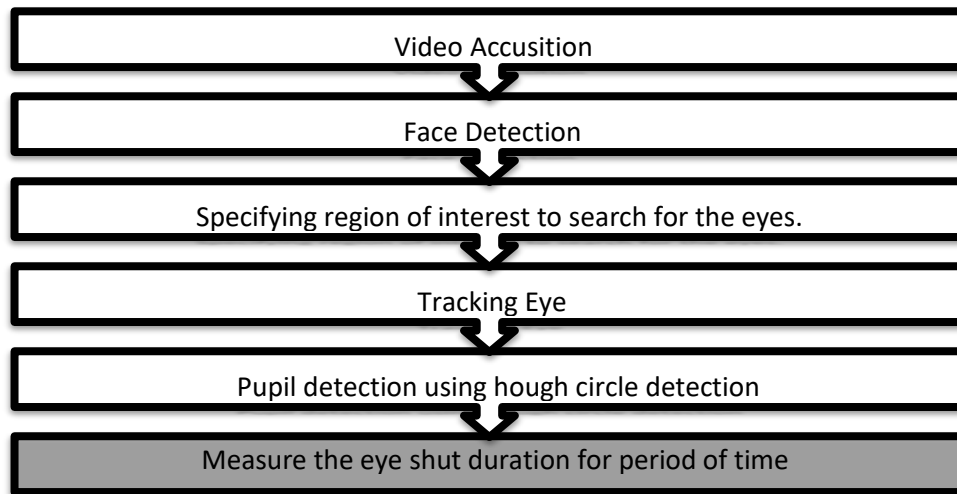 Video Accusition
Face Detection
Specifying region of interest to search for the eyes.
Tracking Eye
Pupil detection using hough circle detection
Measure the eye shut duration for period of time